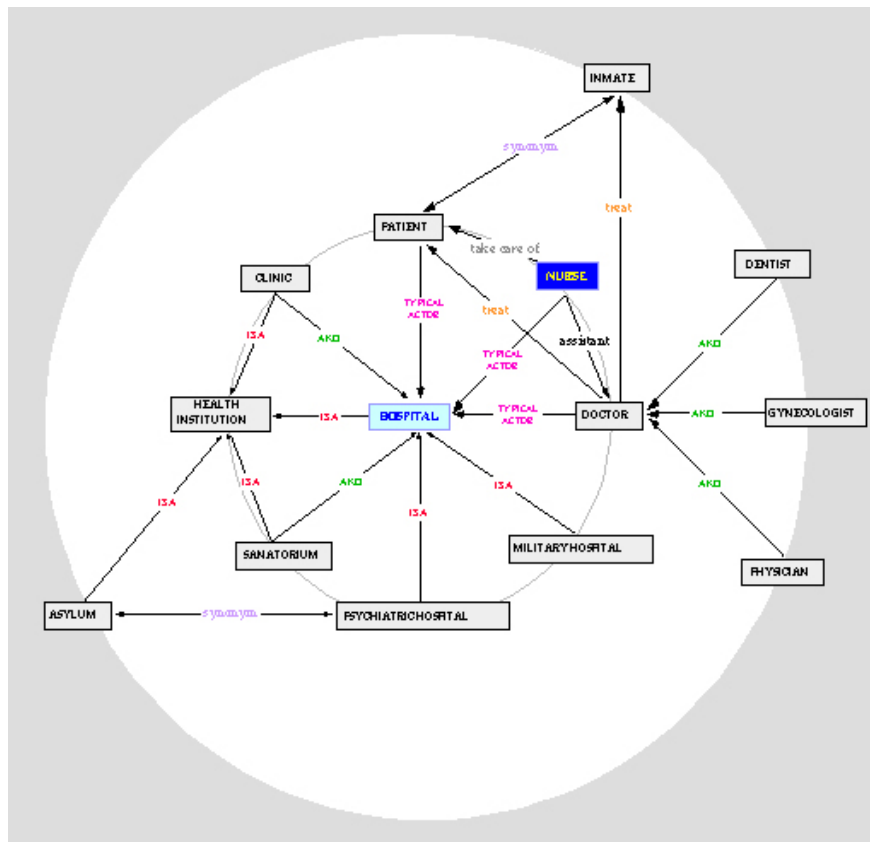 INMATE
synonym
treat
PATIENT
take care of
NURSE
DENTIST
CLINIC
TYPICAL
ACTOR
treat
assistant
ISA
AKO
TYPICAL
ACTOR
AKO
HEALTH
INSTITUTION
ISA
HOSPITAL
TYPICAL
ACTOR
DOCTOR
AKO
GYNECOLOGIST
ISA
ISA
AKO
ISA
ISA
AKO
SANATORIUM
MILITARYHOSPITAL
PHYSICIAN
ASYLUM
synonym
PSYCHIATRICHOSPITAL